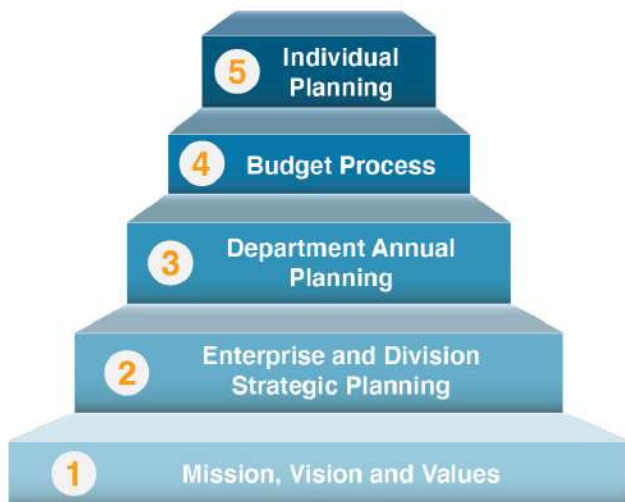 5
Individual
Planning
4
Budget Process
3
Department Annual
Planning
2
Enterprise and Division
Strategic Planning
1
Mission, Vision and Values